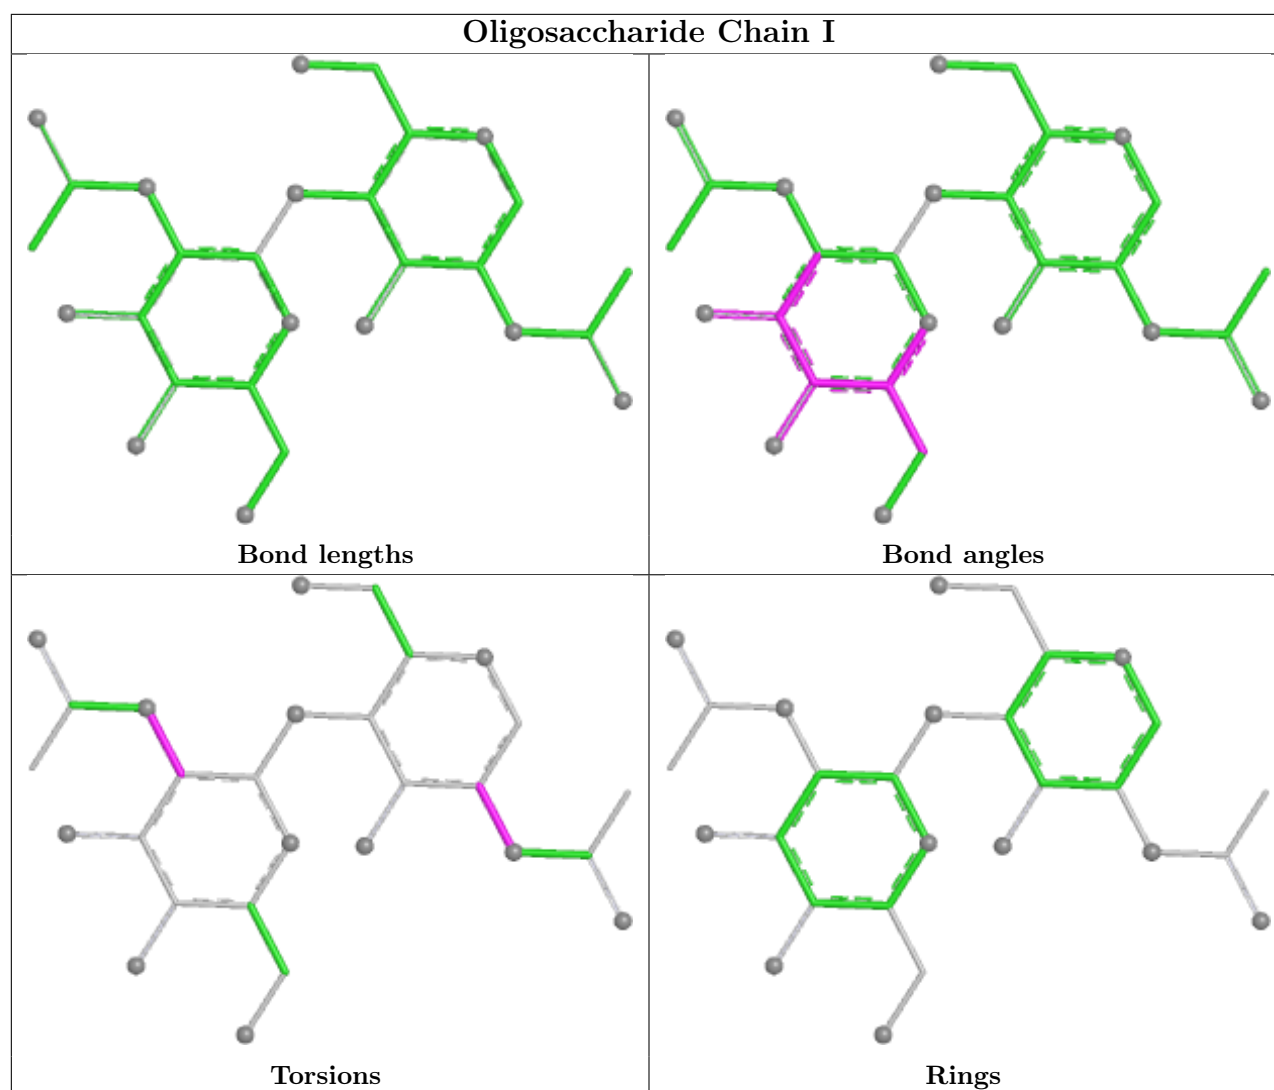 Oligosaccharide Chain I
Bond lengths
Bond angles
Torsions
Rings